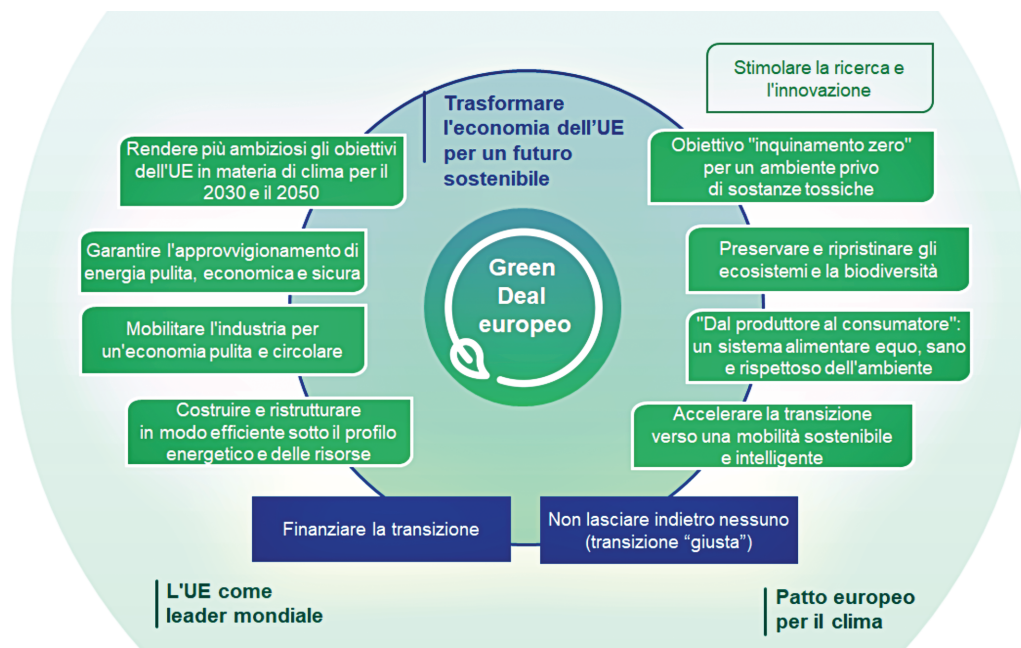 Stimolare la ricerca e
l'innovazione
Trasformare
l'economia dell'UE
per un futuro
sostenibile
Rendere più ambiziosi gli obiettivi
dell'UE in materia di clima per il
2030 e il 2050
Obiettivo "inquinamento zero"
per un ambiente privo
di sostanze tossiche
Garantire l'approvvigionamento di
energia pulita, economica e sicura
Green
Deal
europeo
Preservare e ripristinare gli
ecosistemi e la biodiversità
Mobilitare l'industria per
un'economia pulita e circolare
"Dal produttore al consumatore":
un sistema alimentare equo, sano
e rispettoso dell'ambiente
Costruire e ristrutturare
in modo efficiente sotto il profilo
energetico e delle risorse
Accelerare la transizione
verso una mobilità sostenibile
e intelligente
Finanziare la transizione
Non lasciare indietro nessuno
(transizione “giusta”)
L'UE come
leader mondiale
Patto europeo
per il clima